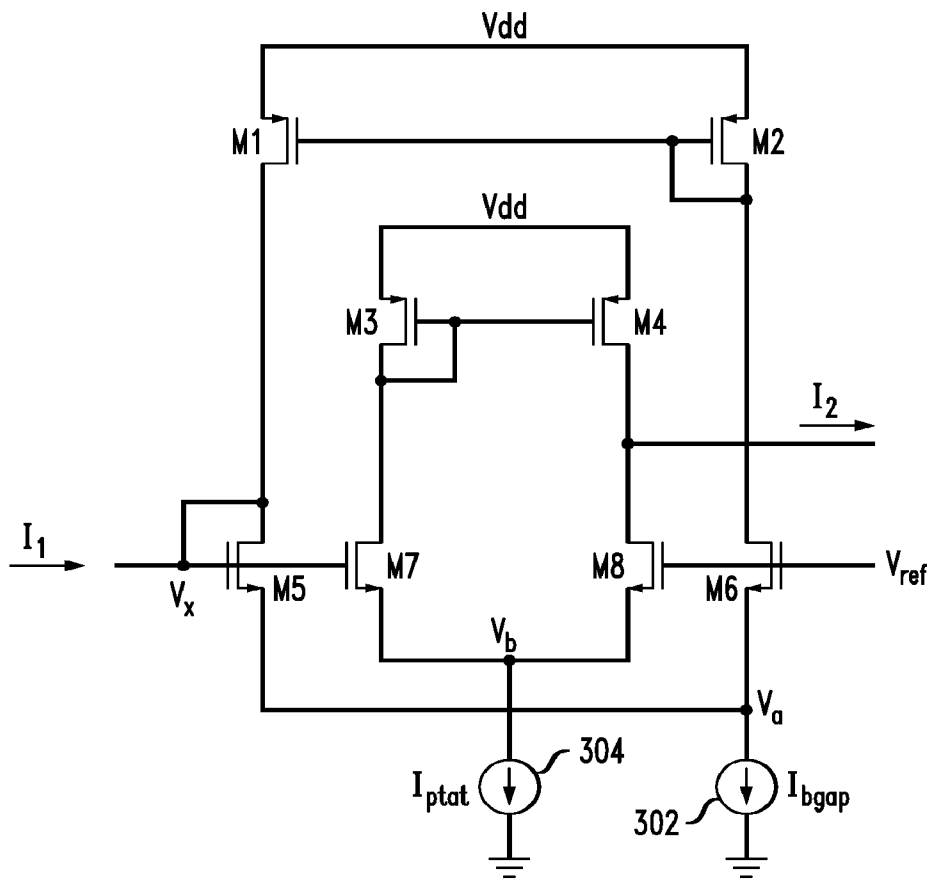 Vdd
M1
M2
Vdd
M3
M4
I2
I1
Vx
M5
M7
M8
M6
Vref
Vb
Va
304
Iptat
302
Ibgap